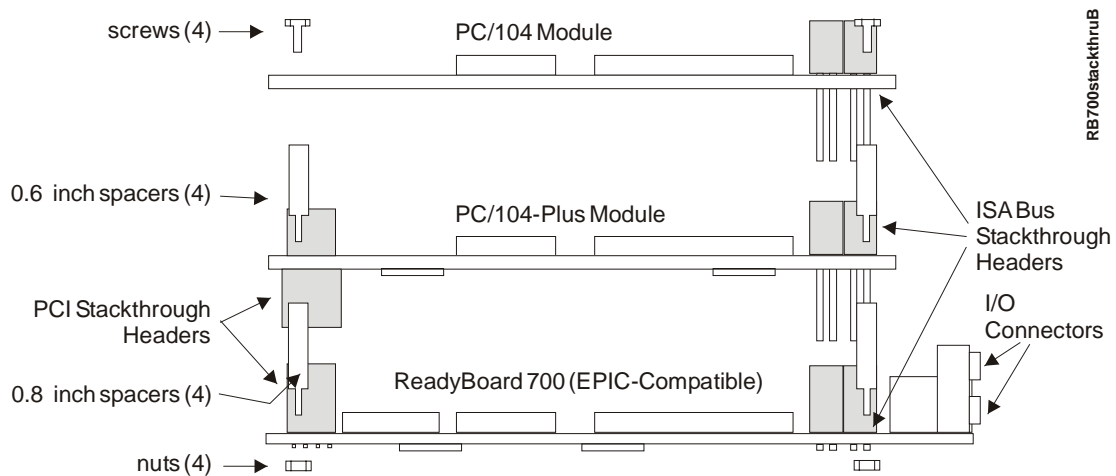 screws (4)
PC/104 Module
RB700stackthruB
0.6 inch spacers (4)
PC/104-Plus Module
ISA Bus
Stackthrough
Headers
PCI Stackthrough
Headers
I/O
Connectors
ReadyBoard 700 (EPIC-Compatible)
0.8 inch spacers (4)
nuts (4)